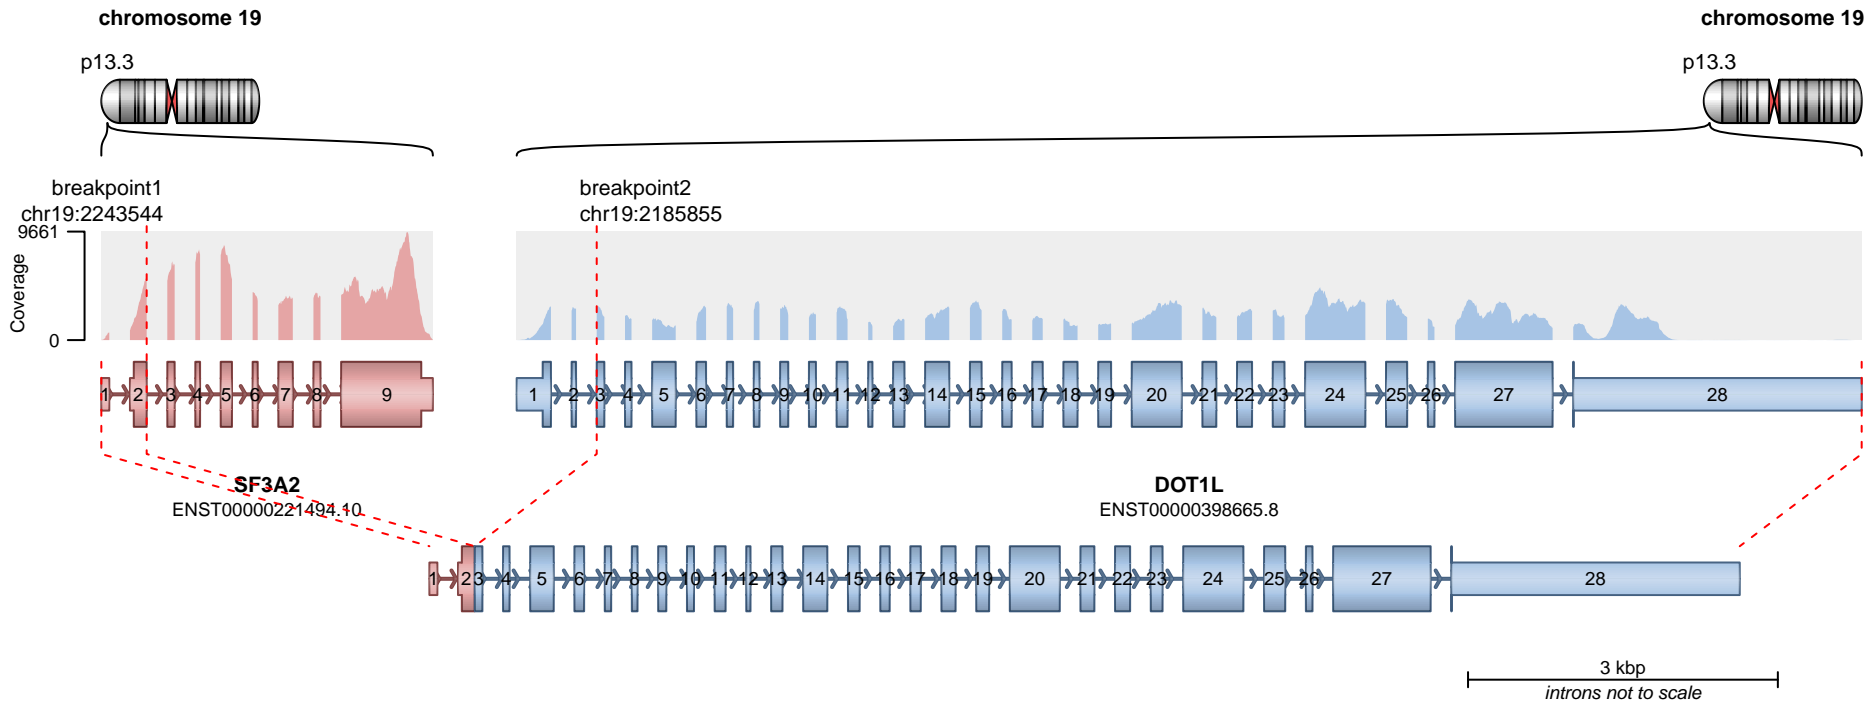 chromosome 19
chromosome 19
p13.3
p13.3
breakpoint1
chr19:2243544
breakpoint2
chr19:2185855
9661
Coverage
0
1 2 3 4 5 6 7 8 9
1 2 3 4 5 6 7 8 9 10 11 12 13 14 15 16 17 18 19 20 21 22 23 24 25 26 27 28
SF3A2
ENST00000221494.10
DOT1L
ENST00000398665.8
1 2 3 4 5 6 7 8 9 10 11 12 13 14 15 16 17 18 19 20 21 22 23 24 25 26 27 28
3 kbp
introns not to scale